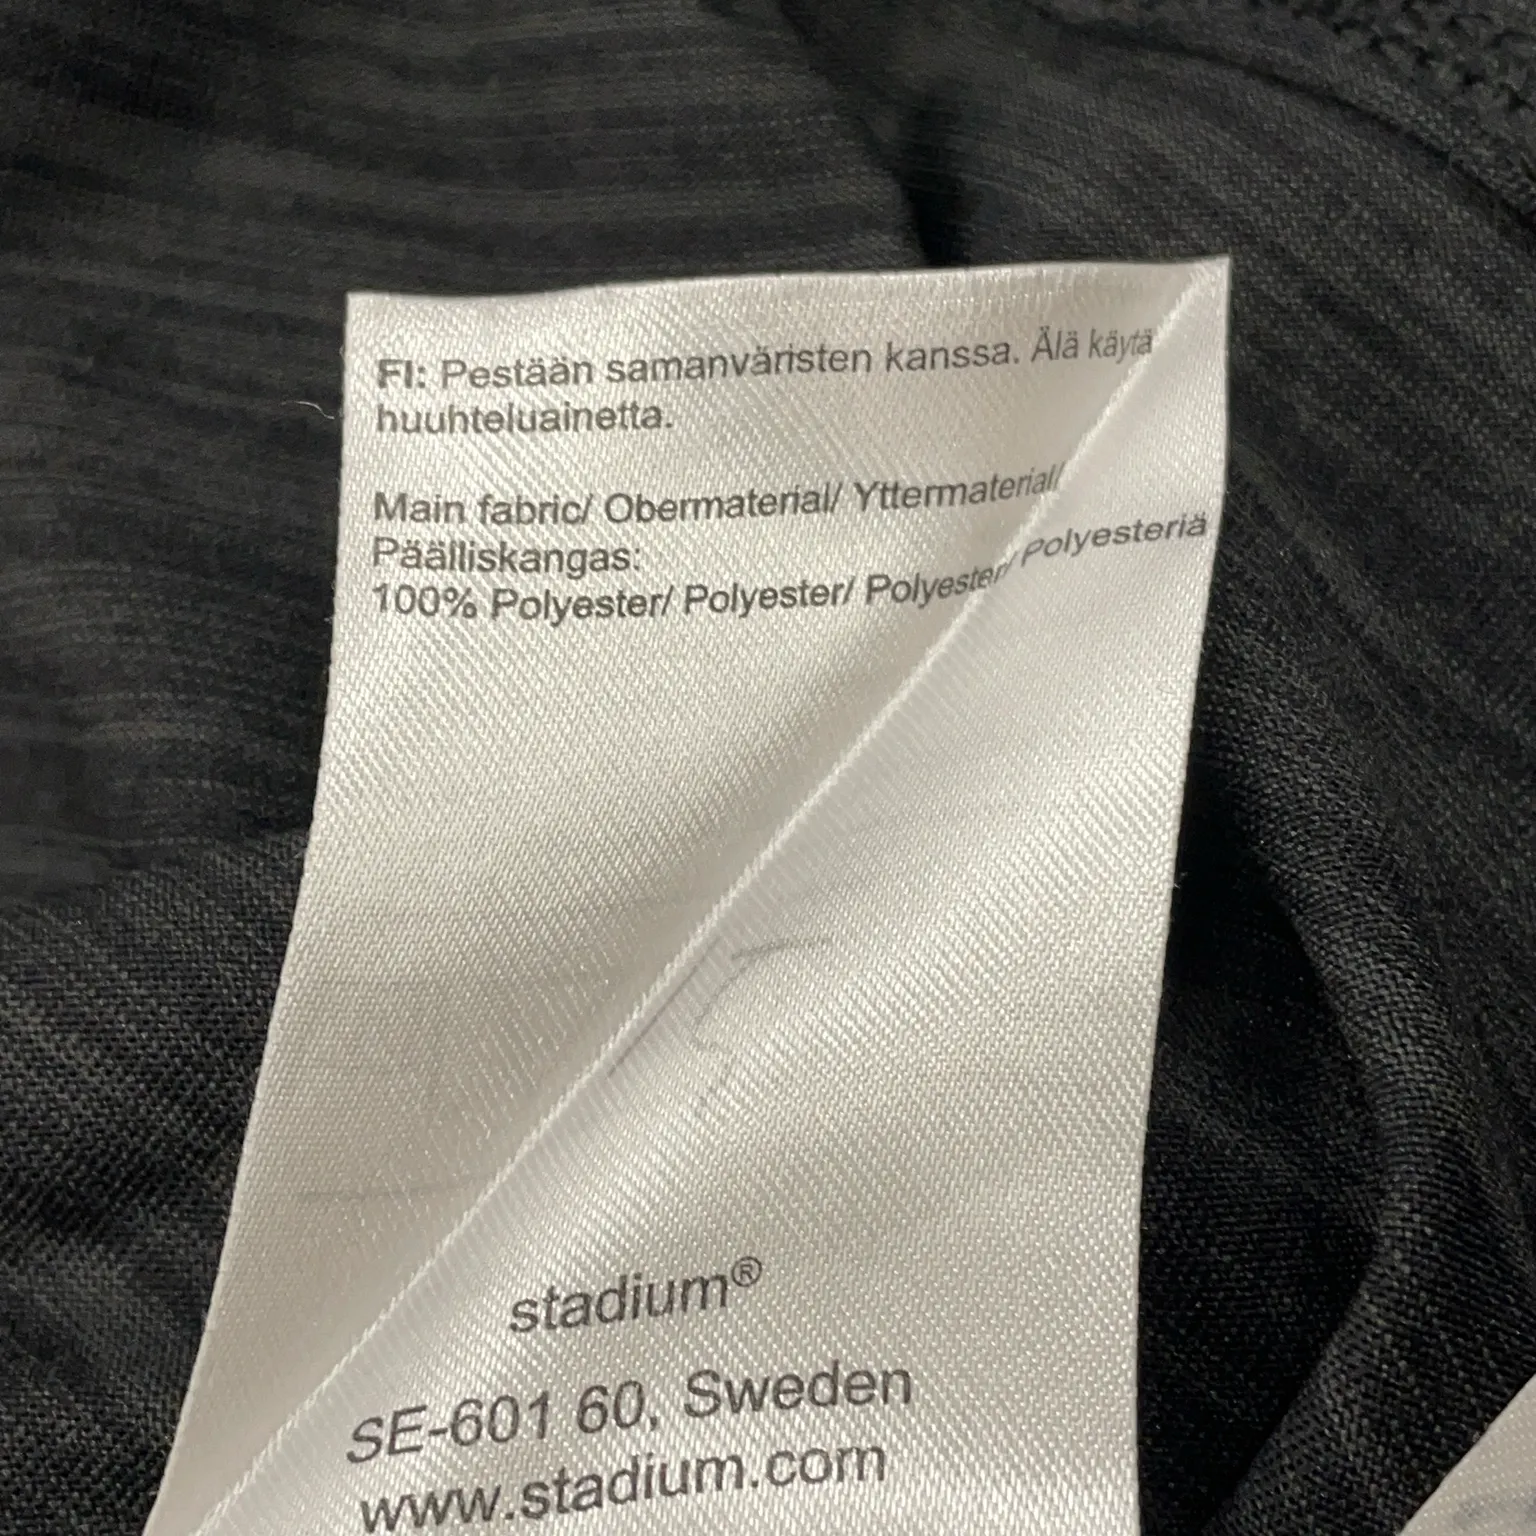 FI: Pestään samanväristen kanssa. Älä käytä
huuhteluainetta.
Main fabric/ Obermaterial/ Yttermaterial/
Päälliskangas:
100% Polyester/ Polyester/ Polyester/ Polyesteriä
stadium®
SE-601 60, Sweden
www.stadium.com